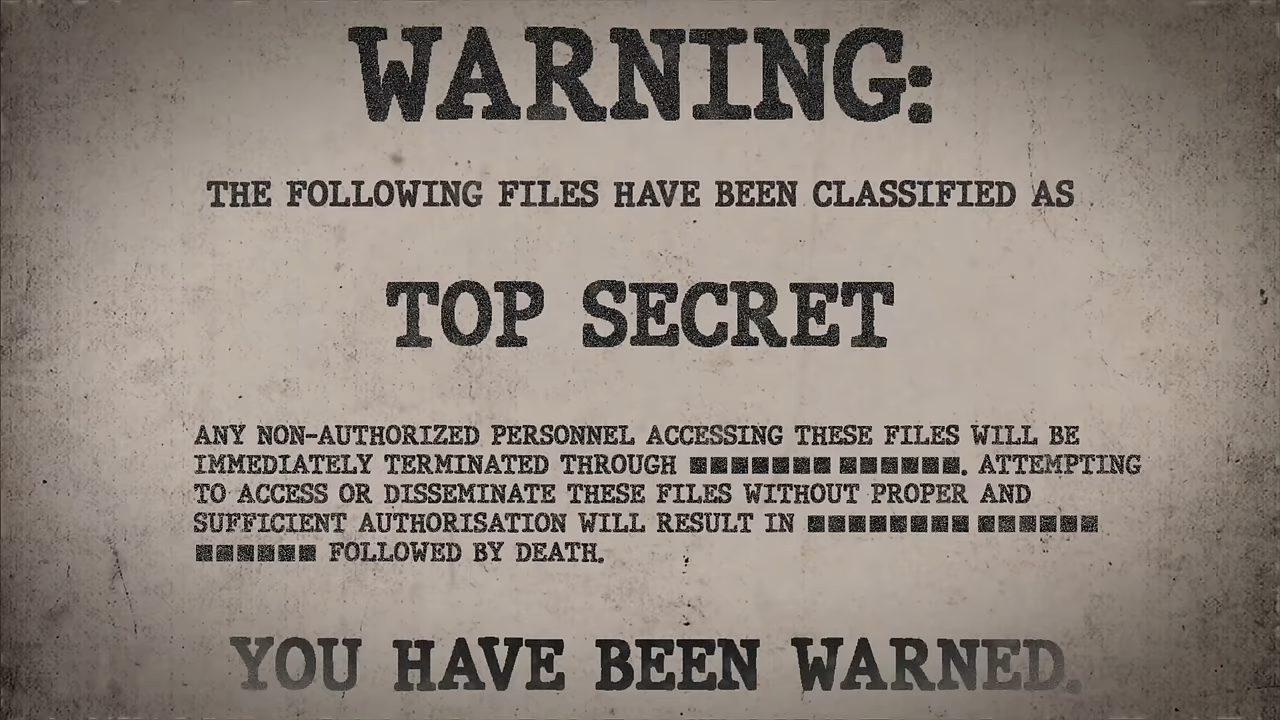 WARNING:
THE FOLLOWING FILES HAVE BEEN CLASSIFIED AS
TOP SECRET
ANY NON-AUTHORIZED PERSONNEL ACCESSING THESE FILES WILL BE
IMMEDIATELY TERMINATED THROUGH ■■■■■■■ ■■■■■■. ATTEMPTING
TO ACCESS OR DISSEMINATE THESE FILES WITHOUT PROPER AND
SUFFICIENT AUTHORISATION WILL RESULT IN ■■■■■■■■ ■■■■■■
■■■■■■ FOLLOWED BY DEATH.
YOU HAVE BEEN WARNED.